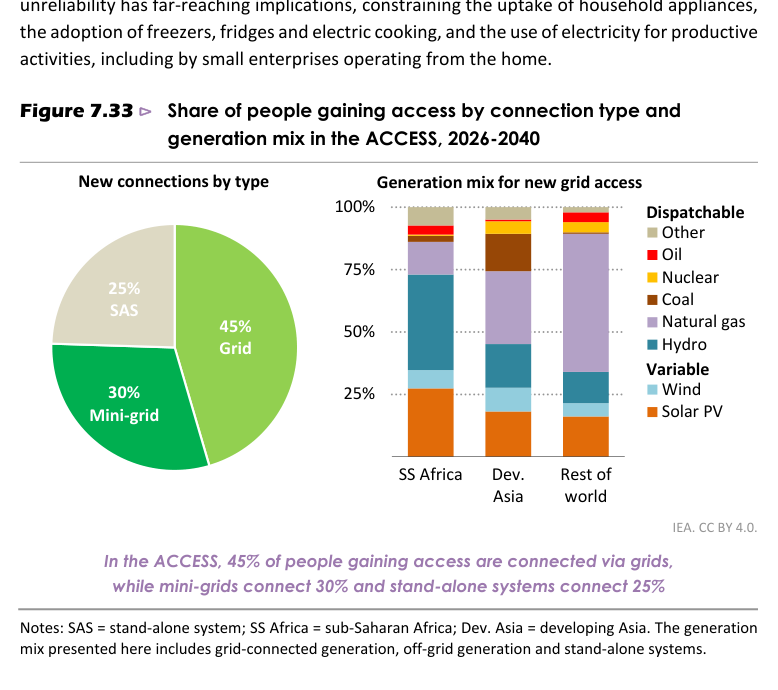 unreliability has far-reaching implications, constraining the uptake of household appliances,
the adoption of freezers, fridges and electric cooking, and the use of electricity for productive
activities, including by small enterprises operating from the home.
Figure 7.33 ▻ Share of people gaining access by connection type and
generation mix in the ACCESS, 2026-2040
New connections by type
25%
SAS
45%
Grid
30%
Mini-grid
Generation mix for new grid access
100%
75%
50%
25%
SS Africa
Dev.
Asia
Rest of
world
Dispatchable
Other
Oil
Nuclear
Coal
Natural gas
Hydro
Variable
Wind
Solar PV
IEA. CC BY 4.0.
In the ACCESS, 45% of people gaining access are connected via grids,
while mini-grids connect 30% and stand-alone systems connect 25%
Notes: SAS = stand-alone system; SS Africa = sub-Saharan Africa; Dev. Asia = developing Asia. The generation
mix presented here includes grid-connected generation, off-grid generation and stand-alone systems.